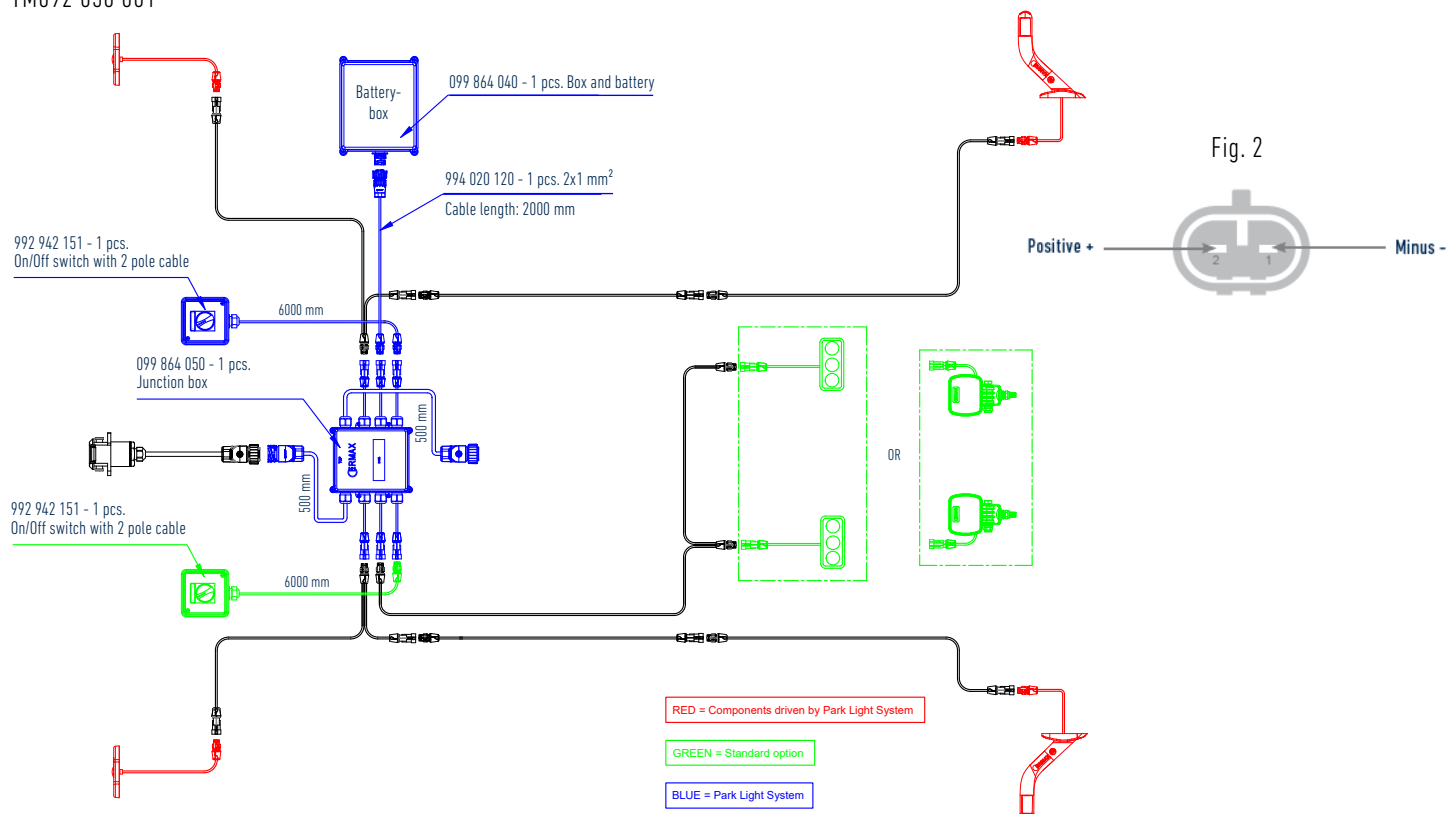 Battery-
box
099 864 040 - 1 pcs. Box and battery
Fig. 2
994 020 120 - 1 pcs. 2x1 mm²
Cable length: 2000 mm
Positive +
2
1
Minus -
992 942 151 - 1 pcs.
On/Off switch with 2 pole cable
6000 mm
099 864 050 - 1 pcs.
Junction box
500 mm
TOP
GERMAX
500 mm
OR
992 942 151 - 1 pcs.
On/Off switch with 2 pole cable
6000 mm
RED = Components driven by Park Light System
GREEN = Standard option
BLUE = Park Light System